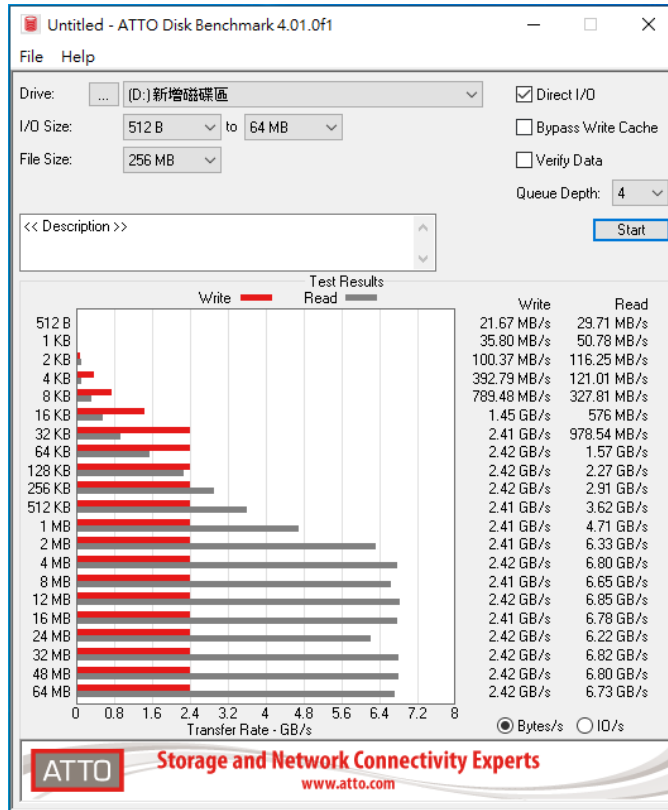 Untitled - ATTO Disk Benchmark 4.01.0f1
File Help
Drive: ... (D:)新增磁碟區
Direct I/O
I/O Size: 512 B to 64 MB
Bypass Write Cache
File Size: 256 MB
Verify Data
Queue Depth: 4
<< Description >>
Start
Test Results
Write Read Write Read
512 B 21.67 MB/s 29.71 MB/s
1 KB 35.80 MB/s 50.78 MB/s
2 KB 100.37 MB/s 116.25 MB/s
4 KB 392.79 MB/s 121.01 MB/s
8 KB 789.48 MB/s 327.81 MB/s
16 KB 1.45 GB/s 576 MB/s
32 KB 2.41 GB/s 978.54 MB/s
64 KB 2.42 GB/s 1.57 GB/s
128 KB 2.42 GB/s 2.27 GB/s
256 KB 2.42 GB/s 2.91 GB/s
512 KB 2.41 GB/s 3.62 GB/s
1 MB 2.41 GB/s 4.71 GB/s
2 MB 2.41 GB/s 6.33 GB/s
4 MB 2.42 GB/s 6.80 GB/s
8 MB 2.41 GB/s 6.65 GB/s
12 MB 2.42 GB/s 6.85 GB/s
16 MB 2.41 GB/s 6.78 GB/s
24 MB 2.42 GB/s 6.22 GB/s
32 MB 2.42 GB/s 6.82 GB/s
48 MB 2.42 GB/s 6.80 GB/s
64 MB 2.42 GB/s 6.73 GB/s
0 0.8 1.6 2.4 3.2 4 4.8 5.6 6.4 7.2 8
Transfer Rate - GB/s
Bytes/s IO/s
ATTO
Storage and Network Connectivity Experts
www.atto.com